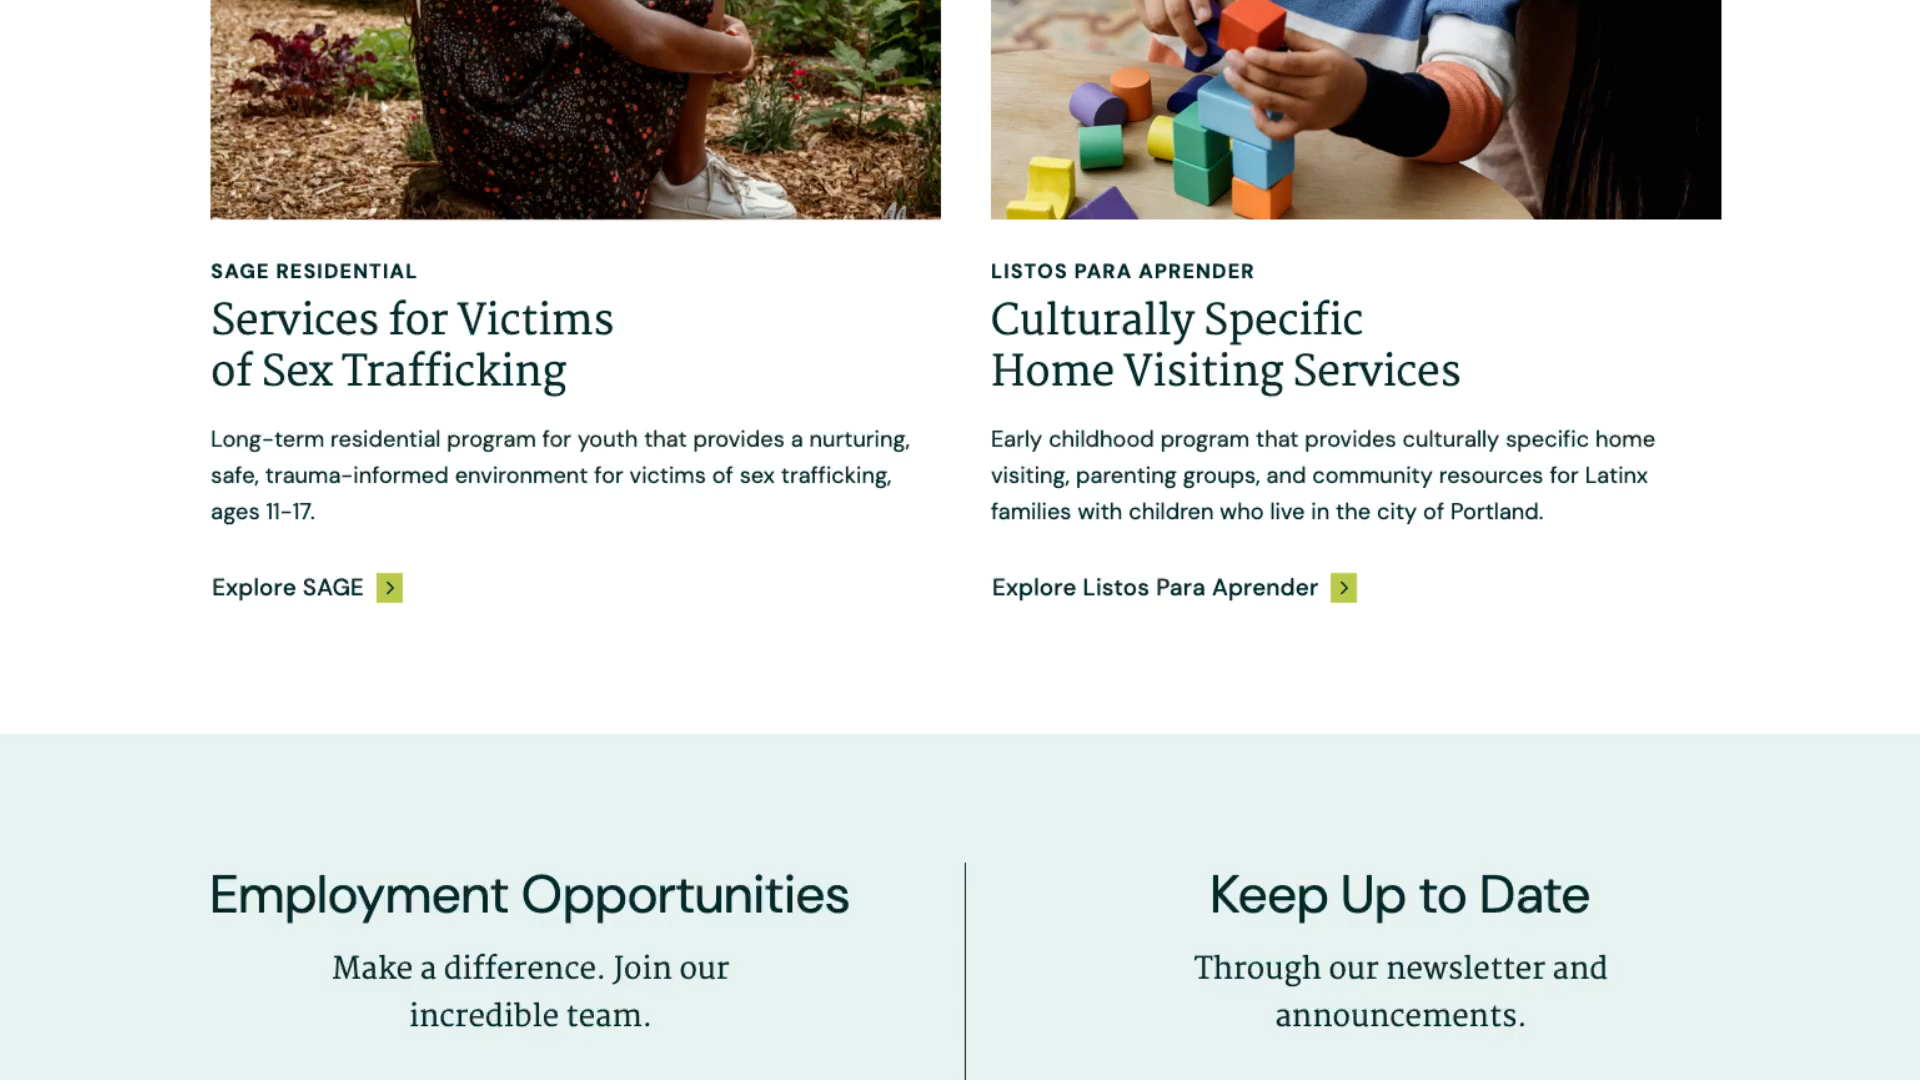 SAGE RESIDENTIAL
Services for Victims
of Sex Trafficking
Long-term residential program for youth that provides a nurturing,
safe, trauma-informed environment for victims of sex trafficking,
ages 11-17.
Explore SAGE
LISTOS PARA APRENDER
Culturally Specific
Home Visiting Services
Early childhood program that provides culturally specific home
visiting, parenting groups, and community resources for Latinx
families with children who live in the city of Portland.
Explore Listos Para Aprender
Employment Opportunities
Make a difference. Join our
incredible team.
Keep Up to Date
Through our newsletter and
announcements.